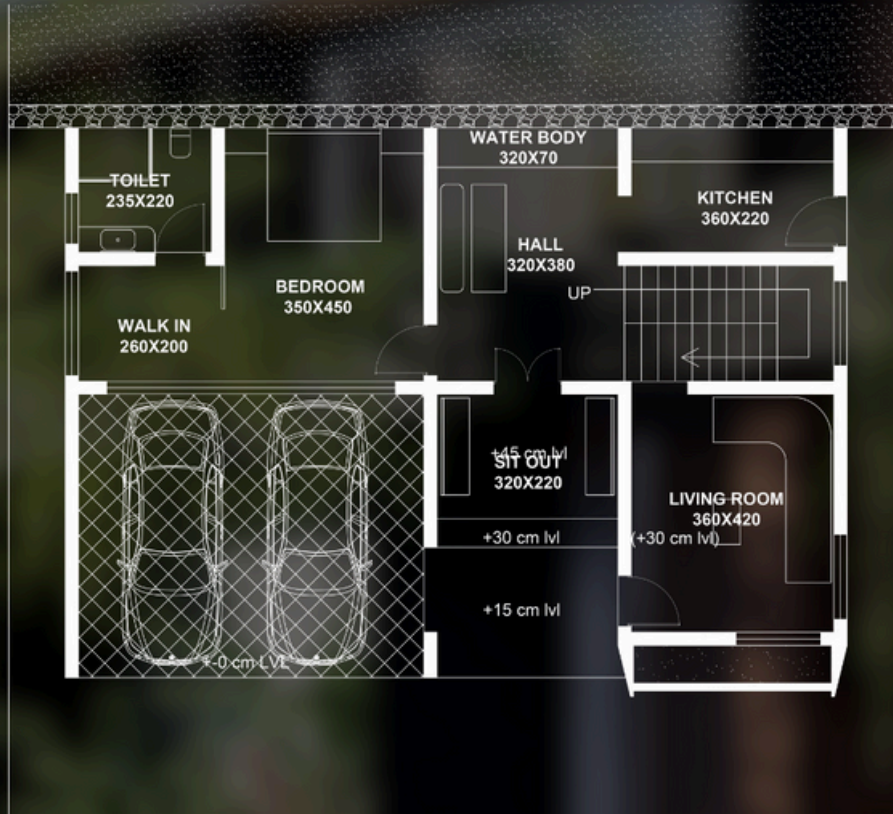 WATER BODY
320X70
TOILET
235X220
KITCHEN
360X220
HALL
320X380
BEDROOM
350X450
UP
WALK IN
260X200
+45 cm lvl
SIT OUT
320X220
LIVING ROOM
360X420
+30 cm lvl
(+30 cm lvl)
+15 cm lvl
+-0 cm LVL